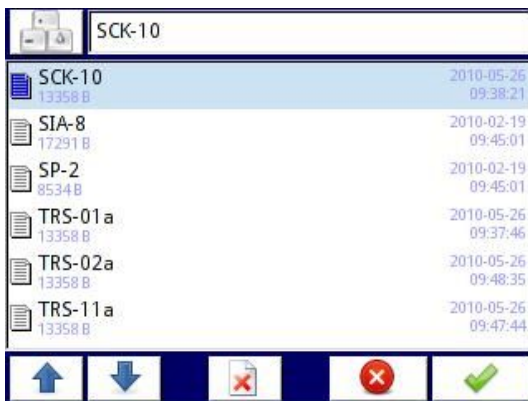 SCK-10
SCK-10
2010-05-26
13358 B
09:38:21
SIA-8
2010-02-19
17291 B
09:45:01
SP-2
2010-02-19
8534 B
09:45:01
TRS-01a
2010-05-26
13358 B
09:37:46
TRS-02a
2010-05-26
13358 B
09:48:35
TRS-11a
2010-05-26
13358 B
09:47:44